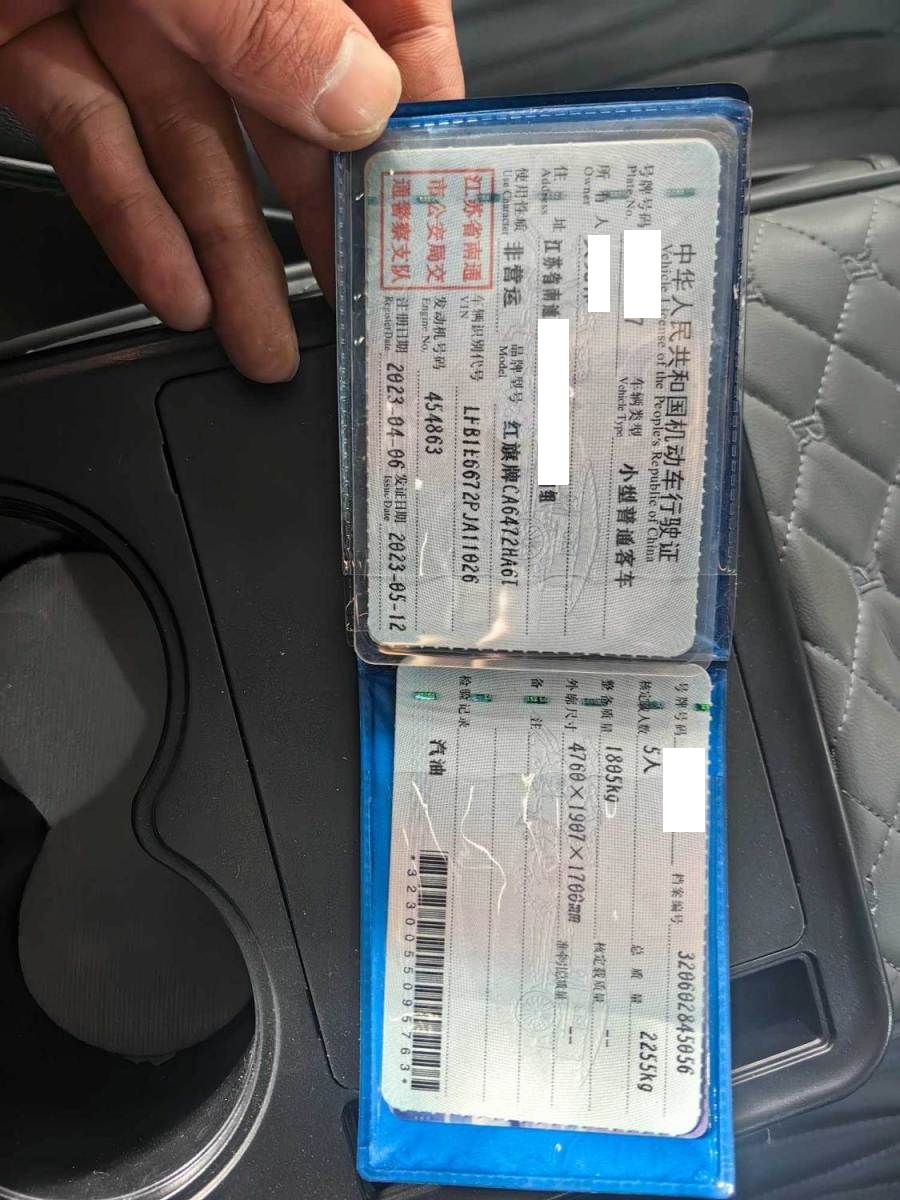 中华人民共和国机动车行驶证
Vehicle License of the People's Republic of China
号牌号码 7 车辆类型 小型普通客车
Plate No. Vehicle Type
所有人
Owner
住址 江苏省南通 组
Address
使用性质 非营运 品牌型号 红旗牌CA6472HA6T
Use Character Model
江苏省南通
市公安局交
通警察支队
车辆识别代号 LFB1E6672PJA11026
VIN
发动机号码 454863
Engine No.
注册日期 2023-04-06 发证日期 2023-05-12
Register Date Issue Date
号牌号码 档案编号 320602845056
核定载人数 5人 总质量 2255kg
整备质量 1805kg 核定载质量 --
外廓尺寸 4760×1907×1700mm 准牵引总质量 --
备注
检验记录 汽油
*3230055095763*